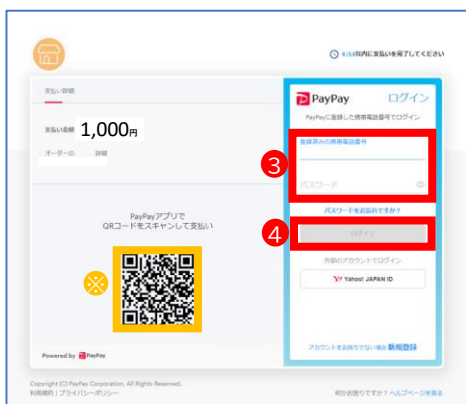 4:54以内に支払いを完了してください
支払い詳細
支払い金額 1,000円
オーダーID 詳細
PayPayアプリで
QRコードをスキャンして支払い
※
Powered by PayPay
PayPay ログイン
PayPayに登録した携帯電話番号でログイン
3
登録済みの携帯電話番号
パスワード
パスワードをお忘れですか?
4
ログイン
外部のアカウントでログイン
Yahoo! JAPAN ID
アカウントをお持ちでない場合 新規登録
Copyright (C) PayPay Corporation. All Rights Reserved.
利用規約 | プライバシーポリシー
何かお困りですか? ヘルプページを見る